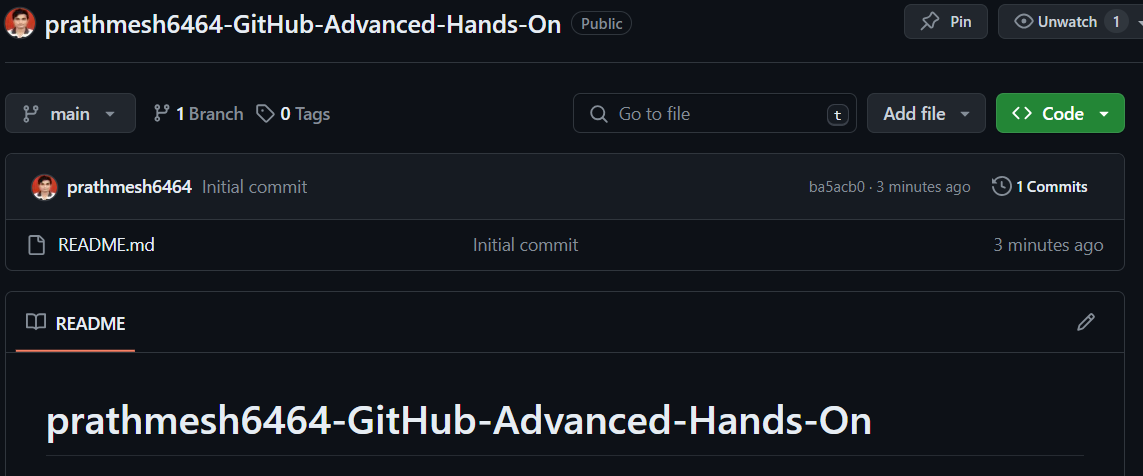 prathmesh6464-GitHub-Advanced-Hands-On Public Pin Unwatch 1
main 1 Branch 0 Tags Go to file t Add file Code
prathmesh6464 Initial commit ba5acb0 · 3 minutes ago 1 Commits
README.md Initial commit 3 minutes ago
README
prathmesh6464-GitHub-Advanced-Hands-On